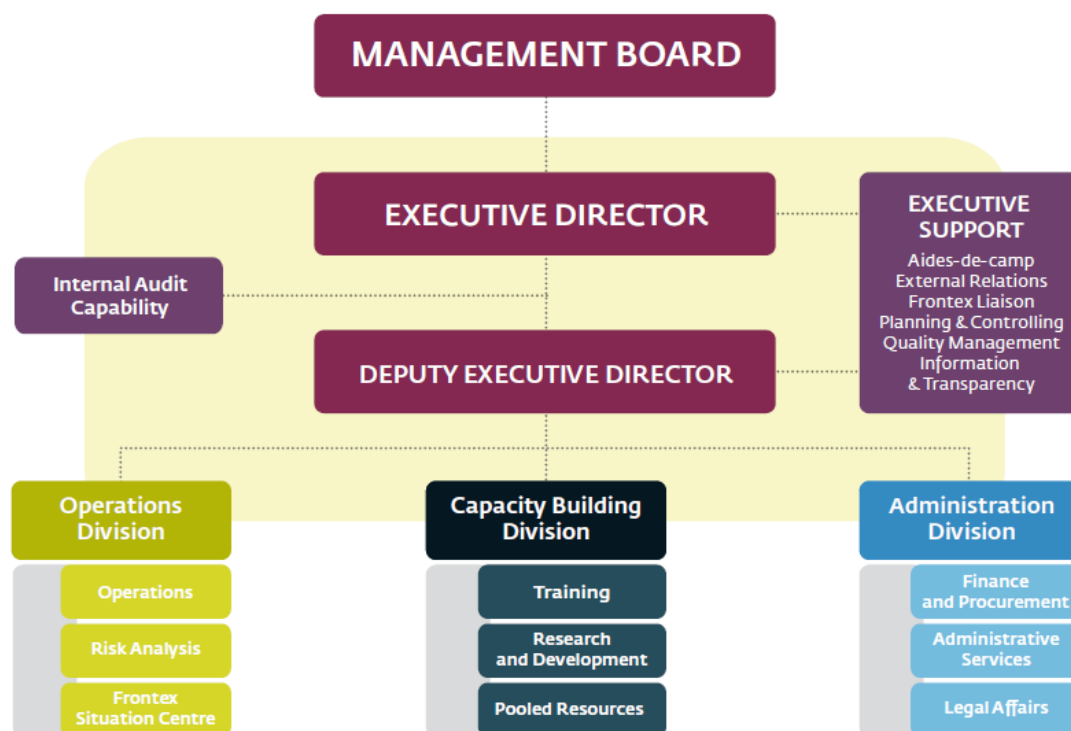 MANAGEMENT BOARD
EXECUTIVE DIRECTOR
EXECUTIVE
SUPPORT
Aides-de-camp
External Relations
Frontex Liaison
Planning & Controlling
Quality Management
Information
& Transparency
Internal Audit
Capability
DEPUTY EXECUTIVE DIRECTOR
Operations
Division
Operations
Risk Analysis
Frontex
Situation Centre
Capacity Building
Division
Training
Research
and Development
Pooled Resources
Administration
Division
Finance
and Procurement
Administrative
Services
Legal Affairs